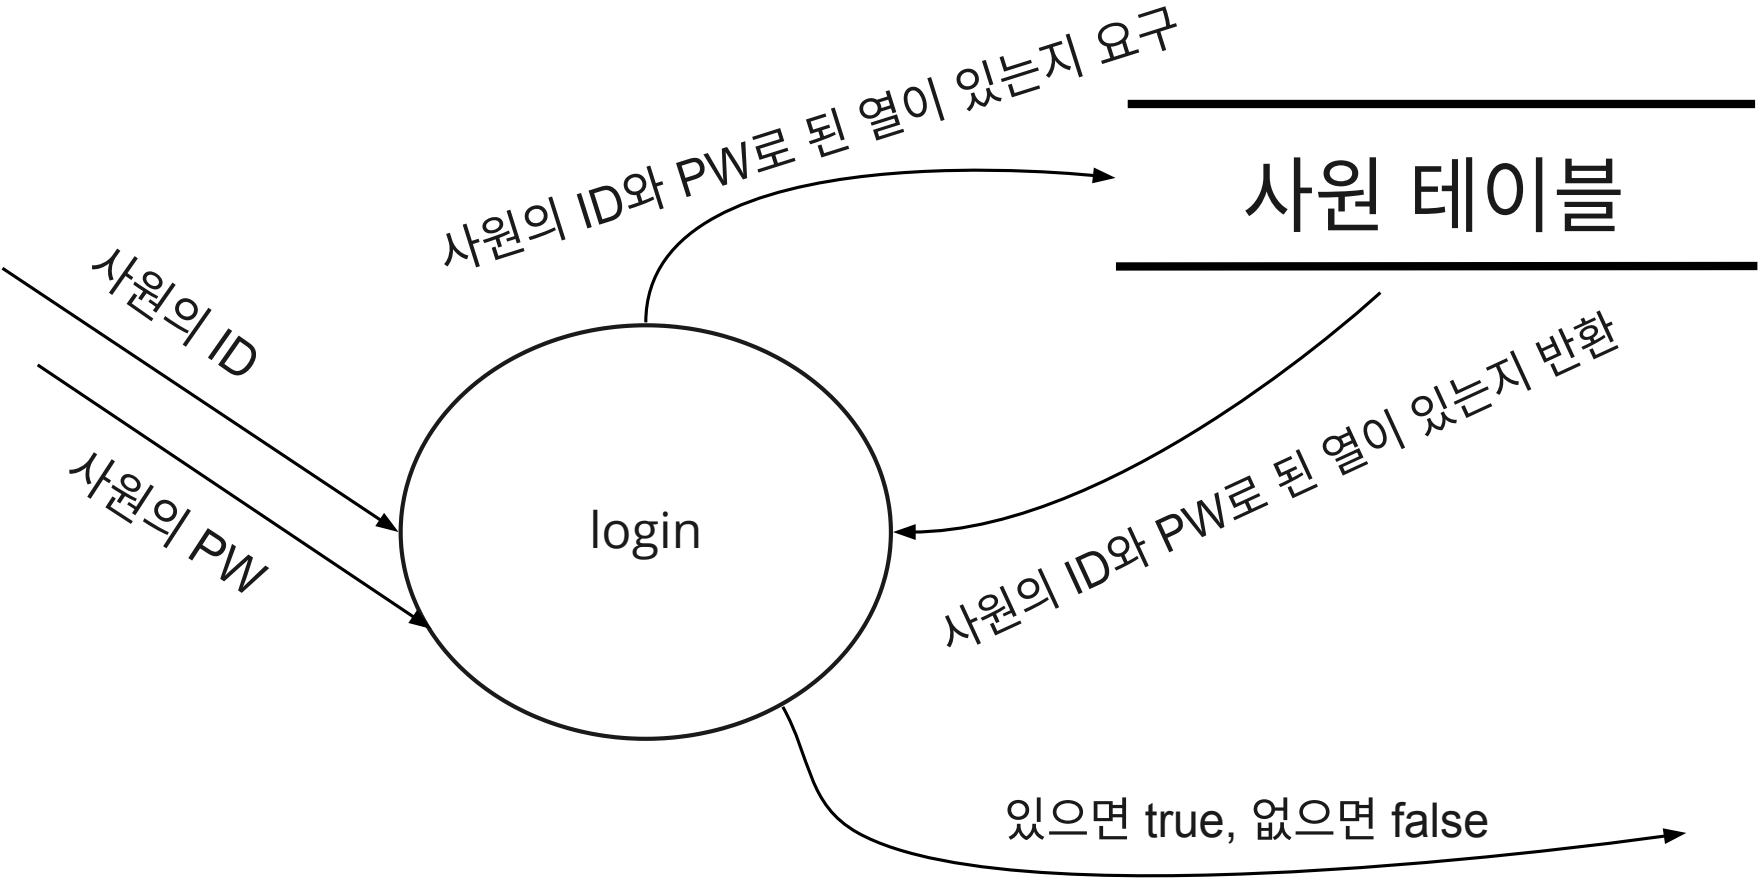 사원의 ID와 PW로 된 열이 있는지 요구
사원 테이블
사원의 ID
사원의 PW
login
사원의 ID와 PW로 된 열이 있는지 반환
있으면 true, 없으면 false